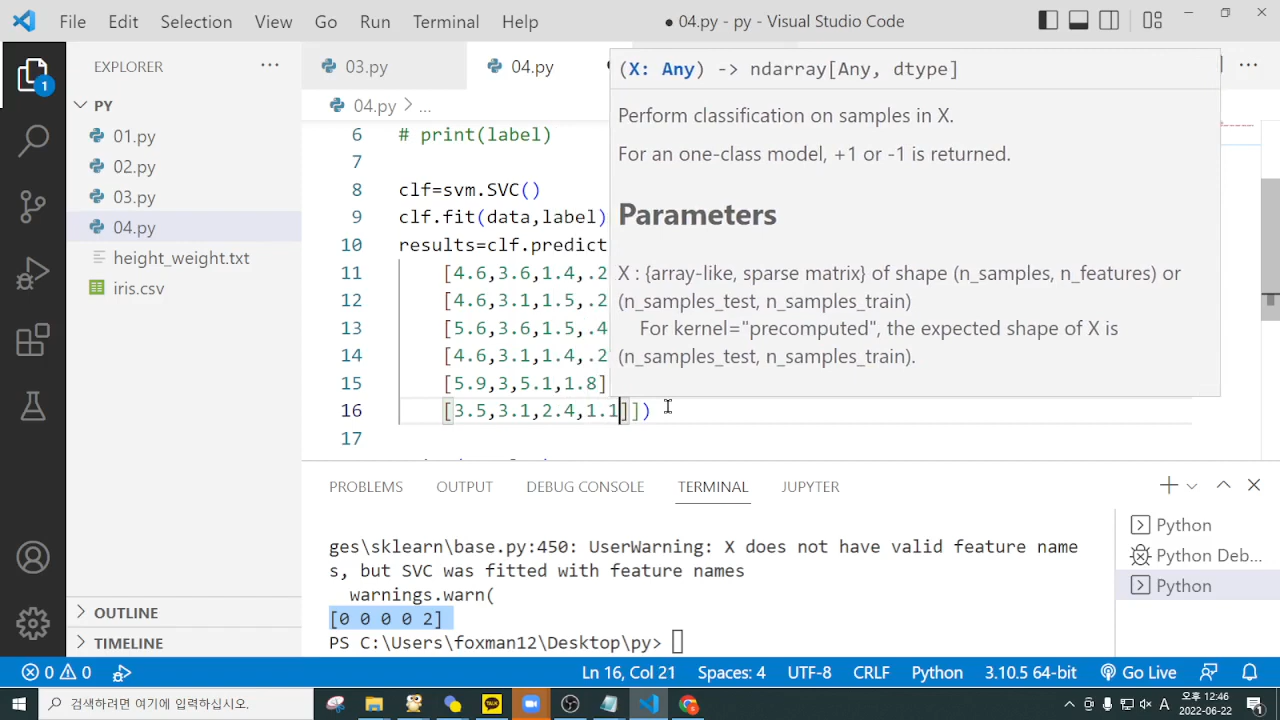 File Edit Selection View Go Run Terminal Help
● 04.py - py - Visual Studio Code
EXPLORER
03.py
04.py
(X: Any) -> ndarray[Any, dtype]
PY
04.py > ...
01.py
02.py
03.py
04.py
height_weight.txt
iris.csv
6 # print(label)
7
8 clf=svm.SVC()
9 clf.fit(data,label)
10 results=clf.predict
11 [4.6,3.6,1.4,.2
12 [4.6,3.1,1.5,.2
13 [5.6,3.6,1.5,.4
14 [4.6,3.1,1.4,.2
15 [5.9,3,5.1,1.8]
16 [3.5,3.1,2.4,1.1]])
17
Perform classification on samples in X.
For an one-class model, +1 or -1 is returned.
Parameters
X : {array-like, sparse matrix} of shape (n_samples, n_features) or
(n_samples_test, n_samples_train)
For kernel="precomputed", the expected shape of X is
(n_samples_test, n_samples_train).
PROBLEMS OUTPUT DEBUG CONSOLE TERMINAL JUPYTER
ges\sklearn\base.py:450: UserWarning: X does not have valid feature name
s, but SVC was fitted with feature names
warnings.warn(
[0 0 0 0 2]
PS C:\Users\foxman12\Desktop\py>
Python
Python Deb...
Python
OUTLINE
TIMELINE
1
0 0
Ln 16, Col 21 Spaces: 4 UTF-8 CRLF Python 3.10.5 64-bit Go Live
검색하려면 여기에 입력하십시오.
TALK
A
오후 12:46
2022-06-22
1